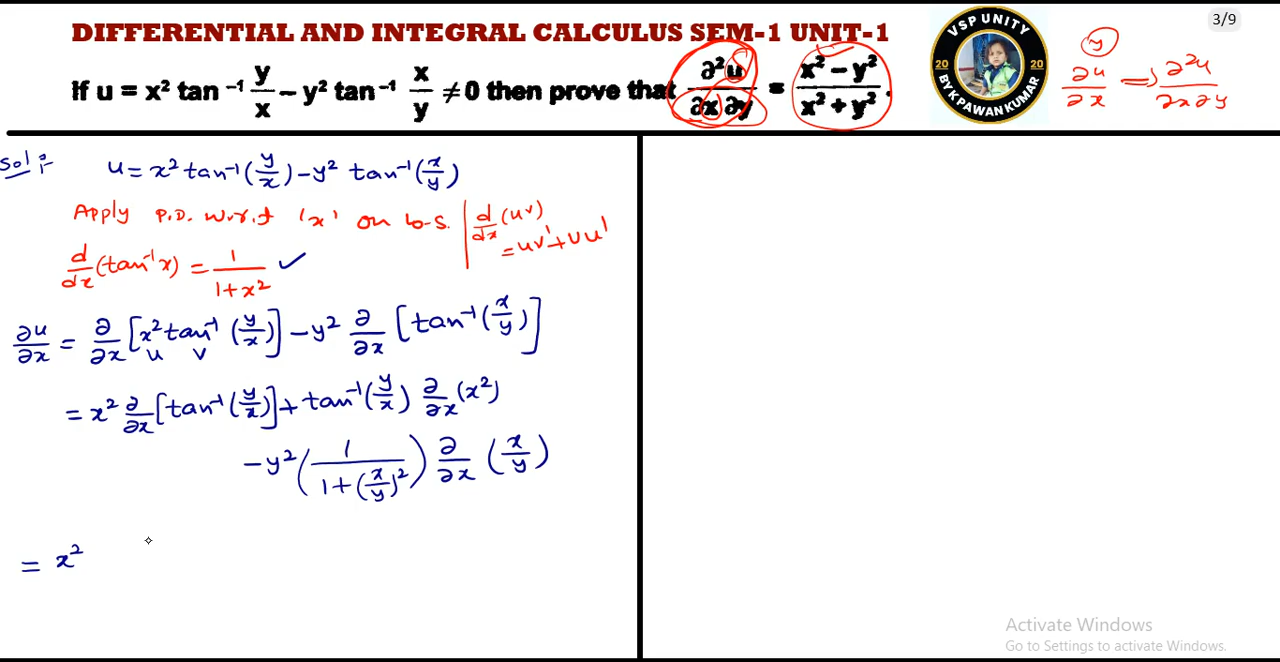 3/9
DIFFERENTIAL AND INTEGRAL CALCULUS SEM-1 UNIT-1
If u = x² tan⁻¹ y/x − y² tan⁻¹ x/y ≠ 0 then prove that ∂²u/∂x∂y = x² − y²/x² + y².
VSP UNITY
20 20
BY K PAWAN KUMAR
y
∂u/∂x => ∂²u/∂x∂y
Sol :-
u = x² tan⁻¹(y/x) − y² tan⁻¹(x/y)
Apply P.D. w.r.t 'x' on b.s.
d/dx (uv) = uv' + vu'
d/dx (tan⁻¹x) = 1/1+x² ✓
∂u/∂x = ∂/∂x [x² tan⁻¹(y/x)] − y² ∂/∂x [tan⁻¹(x/y)]
u v
= x² ∂/∂x [tan⁻¹(y/x)] + tan⁻¹(y/x) ∂/∂x (x²)
− y² (1/1+(x/y)²) ∂/∂x (x/y)
= x²
Activate Windows
Go to Settings to activate Windows.